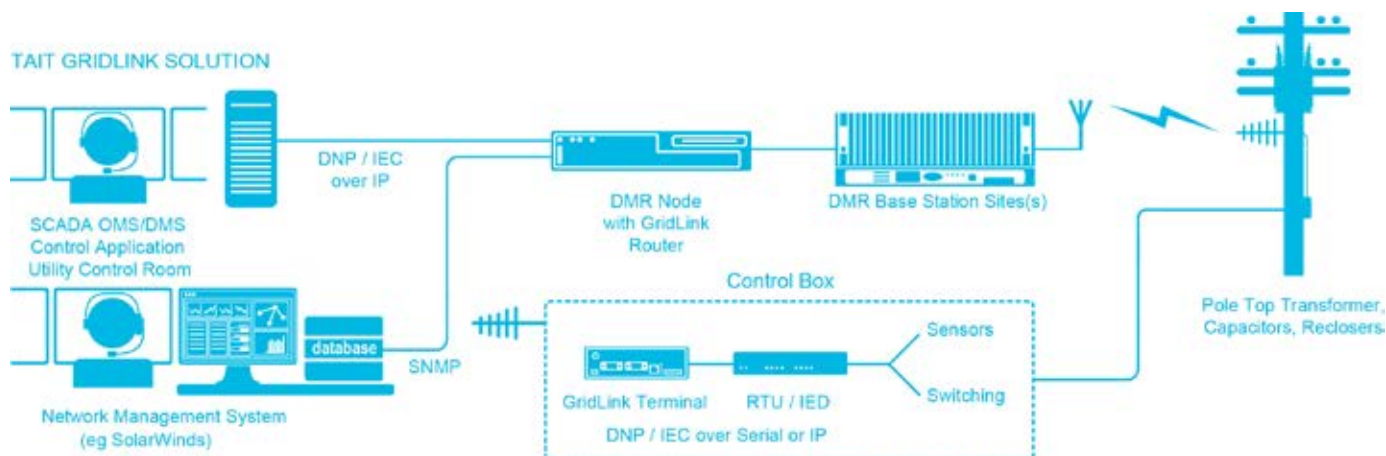 TAIT GRIDLINK SOLUTION
DNP / IEC
over IP
SCADA OMS/DMS
Control Application
Utility Control Room
DMR Node
with GridLink
Router
DMR Base Station Sites(s)
Pole Top Transformer,
Capacitors, Reclosers
database
SNMP
Network Management System
(eg SolarWinds)
Control Box
Sensors
Switching
GridLink Terminal
RTU / IED
DNP / IEC over Serial or IP